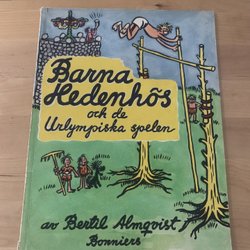 Barna
Hedenhös
och de
Urlympiska spelen
av Bertil Almqvist
Bonniers